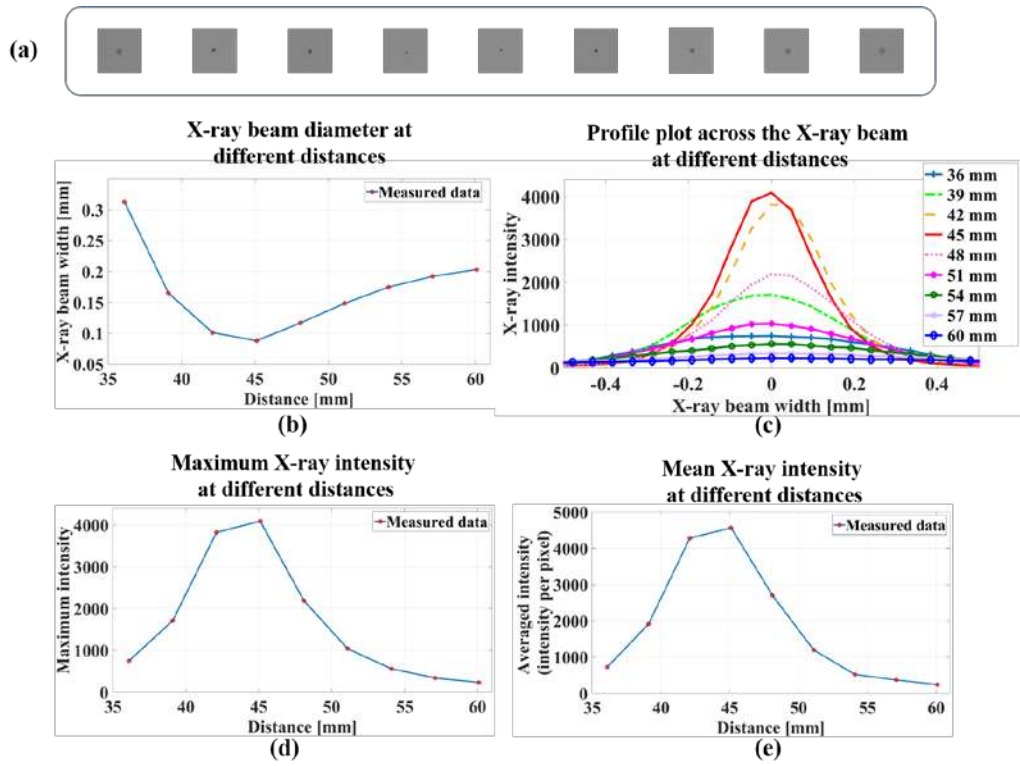 (a)
X-ray beam diameter at
different distances
X-ray beam width [mm]
0.3
0.25
0.2
0.15
0.1
0.05
35
40
45
50
55
60
Distance [mm]
Measured data
(b)
Profile plot across the X-ray beam
at different distances
X-ray intensity
4000
3000
2000
1000
0
-0.4
-0.2
0
0.2
0.4
X-ray beam width [mm]
36 mm
39 mm
42 mm
45 mm
48 mm
51 mm
54 mm
57 mm
60 mm
(c)
Maximum X-ray intensity
at different distances
Maximum intensity
4000
3000
2000
1000
0
35
40
45
50
55
60
Distance [mm]
Measured data
(d)
Mean X-ray intensity
at different distances
Averaged intensity
(intensity per pixel)
5000
4000
3000
2000
1000
0
35
40
45
50
55
60
Distance [mm]
Measured data
(e)